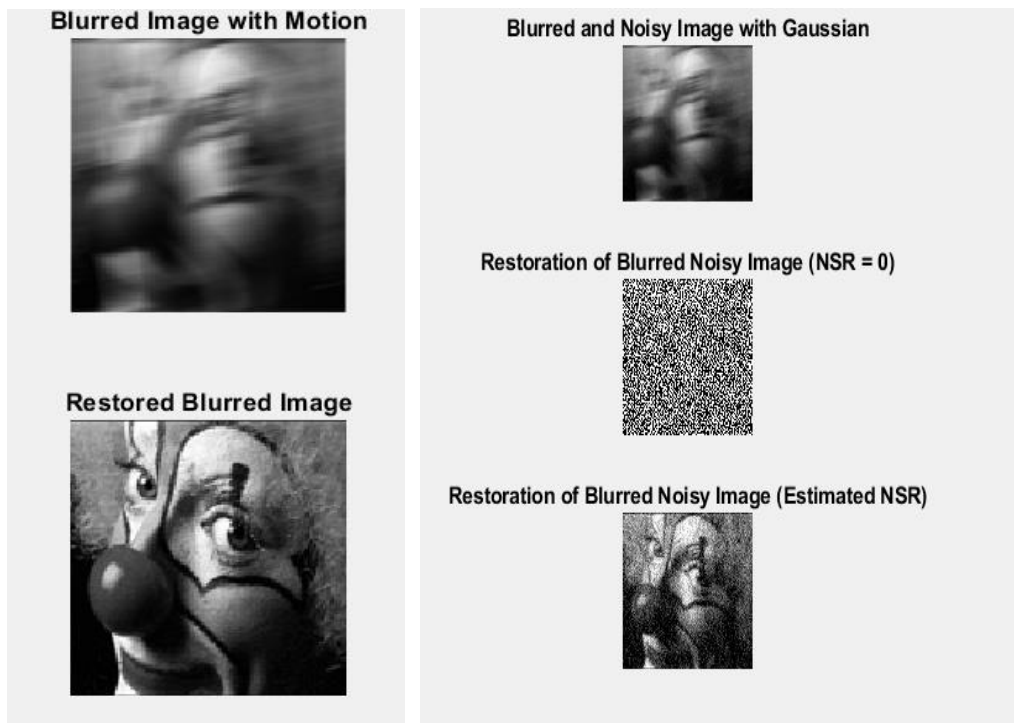 Blurred Image with Motion
Restored Blurred Image
Blurred and Noisy Image with Gaussian
Restoration of Blurred Noisy Image (NSR = 0)
Restoration of Blurred Noisy Image (Estimated NSR)